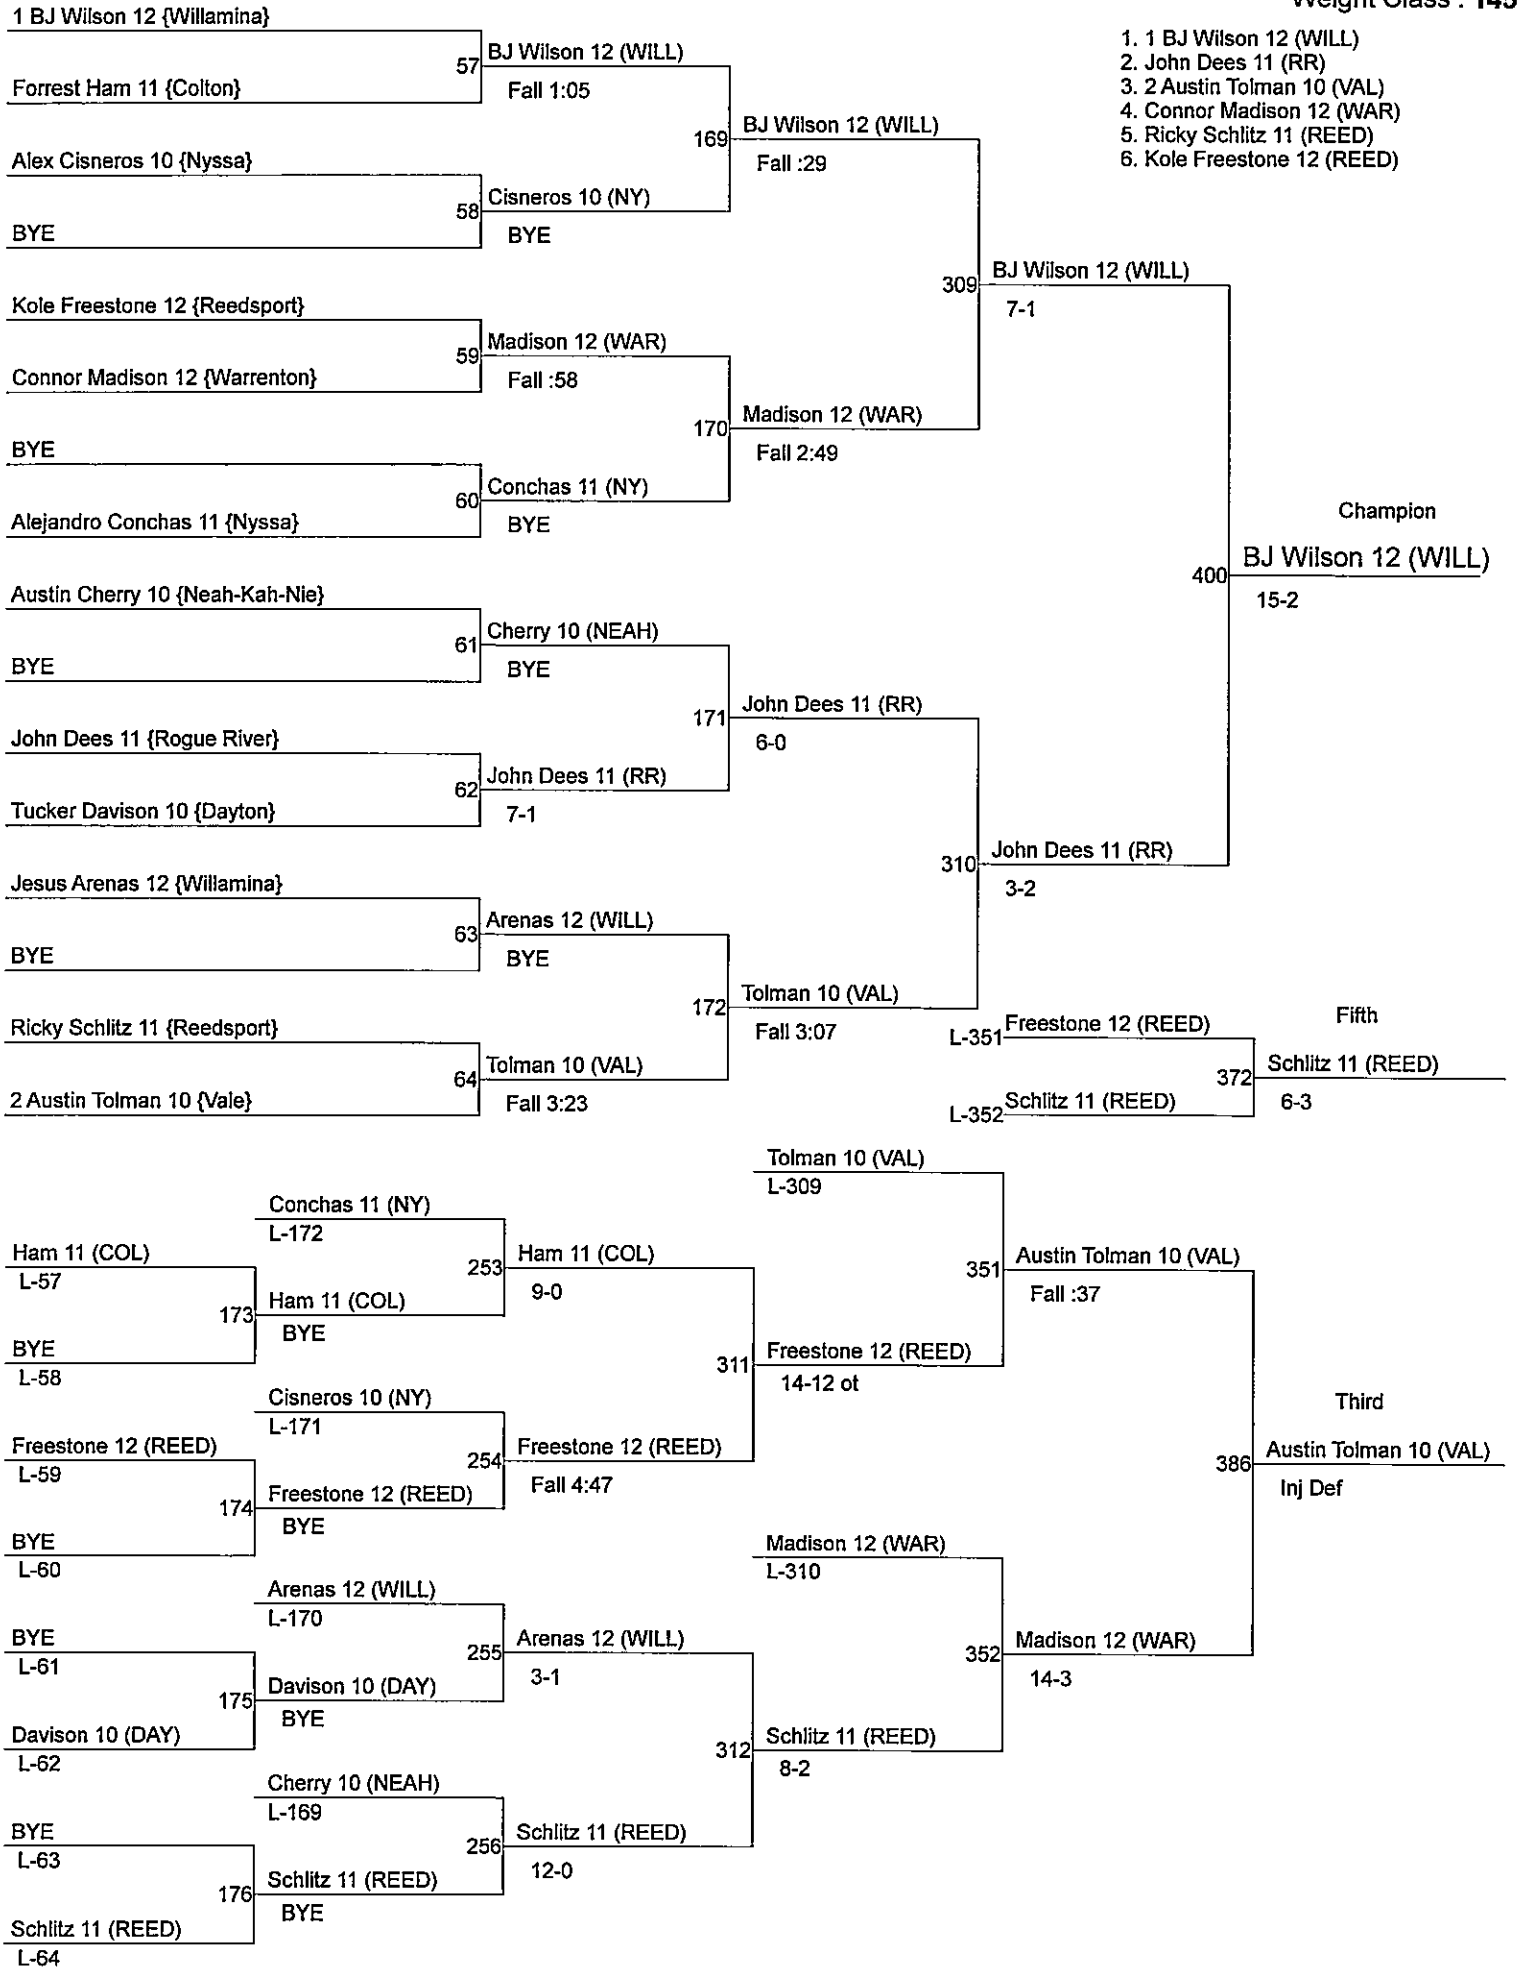 Weight Class : 145
1. 1 BJ Wilson 12 (WILL)
2. John Dees 11 (RR)
3. 2 Austin Tolman 10 (VAL)
4. Connor Madison 12 (WAR)
5. Ricky Schlitz 11 (REED)
6. Kole Freestone 12 (REED)
1 BJ Wilson 12 {Willamina}
Forrest Ham 11 {Colton}
Alex Cisneros 10 {Nyssa}
BYE
Kole Freestone 12 {Reedsport}
Connor Madison 12 {Warrenton}
BYE
Alejandro Conchas 11 {Nyssa}
Austin Cherry 10 {Neah-Kah-Nie}
BYE
John Dees 11 {Rogue River}
Tucker Davison 10 {Dayton}
Jesus Arenas 12 {Willamina}
BYE
Ricky Schlitz 11 {Reedsport}
2 Austin Tolman 10 {Vale}
57 BJ Wilson 12 (WILL)
Fall 1:05
58 Cisneros 10 (NY)
BYE
59 Madison 12 (WAR)
Fall :58
60 Conchas 11 (NY)
BYE
61 Cherry 10 (NEAH)
BYE
62 John Dees 11 (RR)
7-1
63 Arenas 12 (WILL)
BYE
64 Tolman 10 (VAL)
Fall 3:23
169 BJ Wilson 12 (WILL)
Fall :29
170 Madison 12 (WAR)
Fall 2:49
171 John Dees 11 (RR)
6-0
172 Tolman 10 (VAL)
Fall 3:07
309 BJ Wilson 12 (WILL)
7-1
310 John Dees 11 (RR)
3-2
Champion
400 BJ Wilson 12 (WILL)
15-2
L-351 Freestone 12 (REED)
L-352 Schlitz 11 (REED)
Fifth
372 Schlitz 11 (REED)
6-3
Ham 11 (COL)
L-57
BYE
L-58
Freestone 12 (REED)
L-59
BYE
L-60
BYE
L-61
Davison 10 (DAY)
L-62
BYE
L-63
Schlitz 11 (REED)
L-64
Conchas 11 (NY)
L-172
173 Ham 11 (COL)
BYE
Cisneros 10 (NY)
L-171
174 Freestone 12 (REED)
BYE
Arenas 12 (WILL)
L-170
175 Davison 10 (DAY)
BYE
Cherry 10 (NEAH)
L-169
176 Schlitz 11 (REED)
BYE
253 Ham 11 (COL)
9-0
254 Freestone 12 (REED)
Fall 4:47
255 Arenas 12 (WILL)
3-1
256 Schlitz 11 (REED)
12-0
Tolman 10 (VAL)
L-309
311 Freestone 12 (REED)
14-12 ot
Madison 12 (WAR)
L-310
312 Schlitz 11 (REED)
8-2
351 Austin Tolman 10 (VAL)
Fall :37
352 Madison 12 (WAR)
14-3
Third
386 Austin Tolman 10 (VAL)
Inj Def